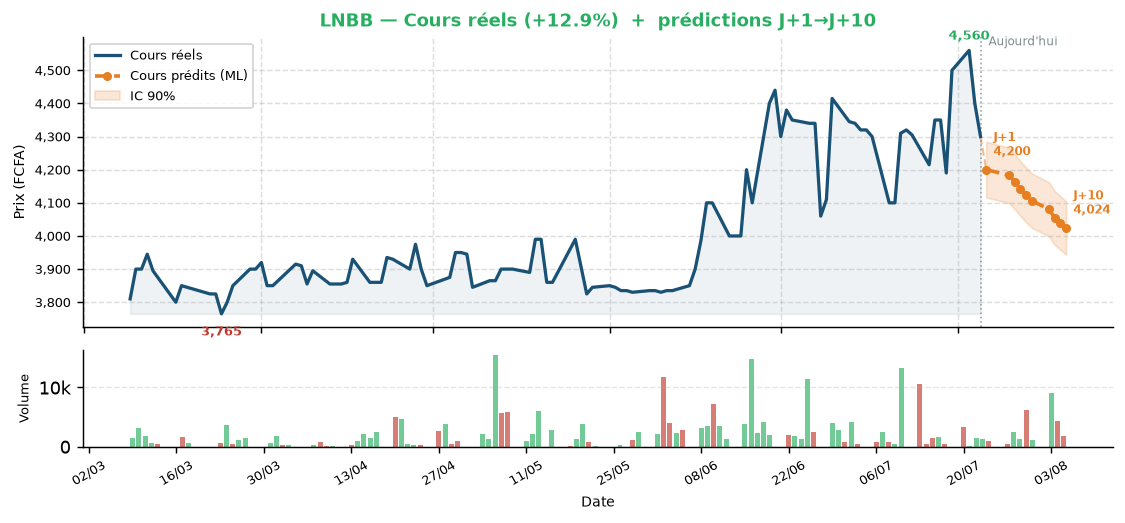 LNBB — Cours réels (+12.9%)  +  prédictions J+1→J+10
4,560
Aujourd'hui
Cours réels
Cours prédits (ML)
IC 90%
4,500
4,400
4,300
4,200
4,100
4,000
3,900
3,800
Prix (FCFA)
J+1
4,200
J+10
4,024
3,765
Volume
10k
0
02/03
16/03
30/03
13/04
27/04
11/05
25/05
08/06
22/06
06/07
20/07
03/08
Date